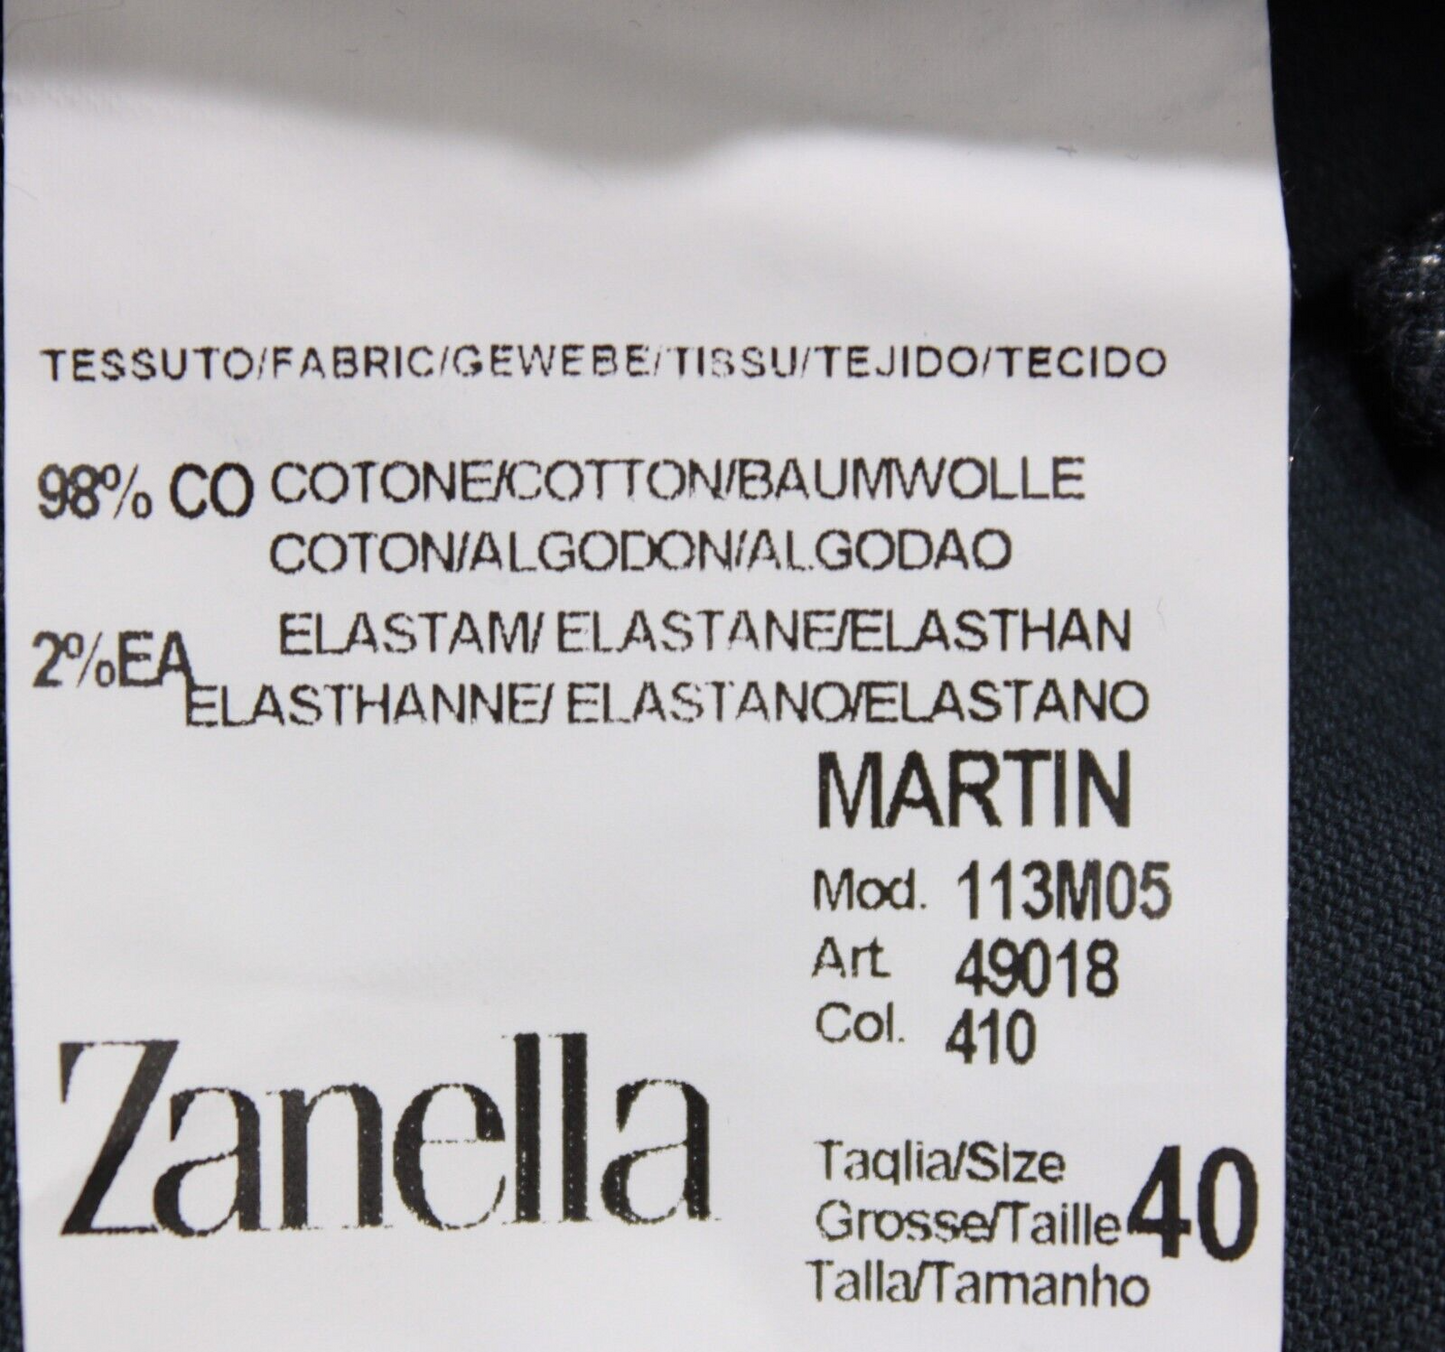 TESSUTO/FABRIC/GEWEBE/TISSU/TEJIDO/TECIDO
98% CO COTONE/COTTON/BAUMWOLLE
COTON/ALGODON/ALGODAO
2%EA ELASTAM/ ELASTANE/ELASTHAN
ELASTHANNE/ ELASTANO/ELASTANO
MARTIN
Mod. 113M05
Art. 49018
Col. 410
Zanella
Taglia/Size
Grosse/Taille 40
Talla/Tamanho